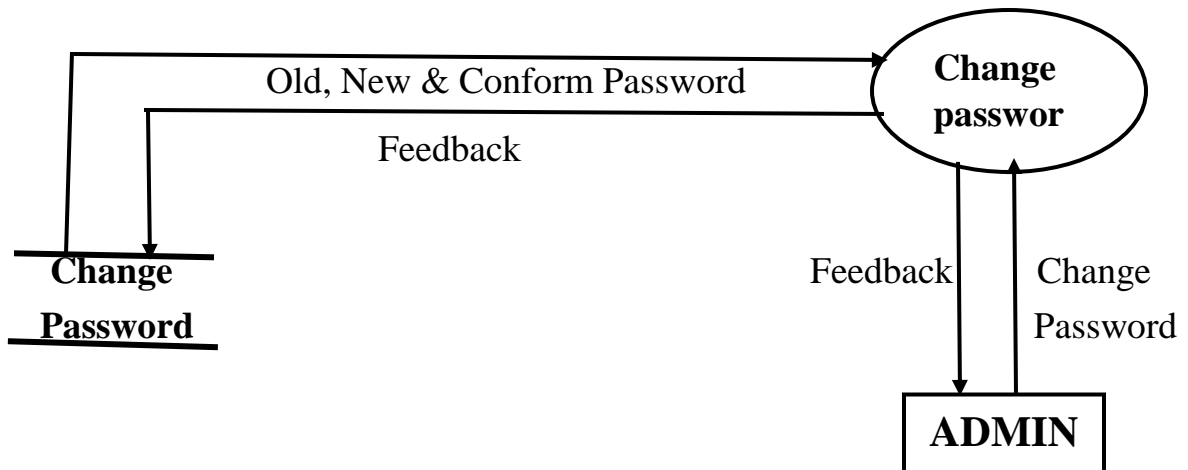 Change
passwor
Old, New & Conform Password
Feedback
Change
Password
Feedback
Change
Password
ADMIN